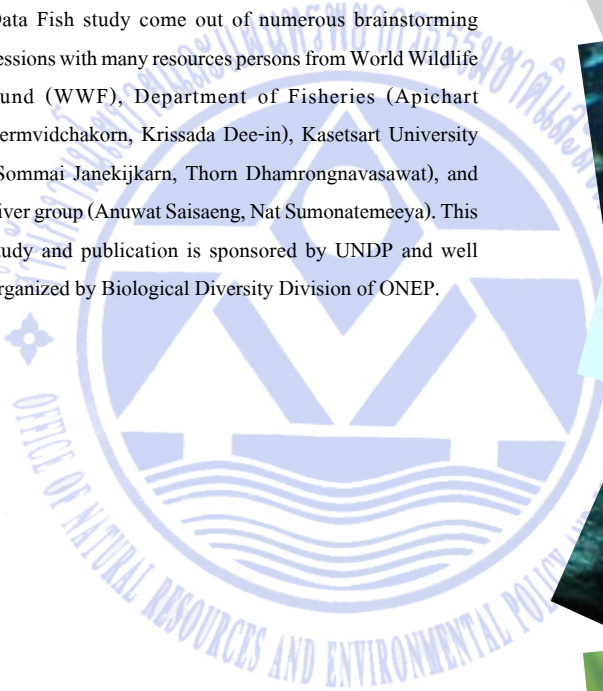 Data Fish study come out of numerous brainstorming
essions with many resources persons from World Wildlife
und (WWF), Department of Fisheries (Apichart
ermvidchakorn, Krissada Dee-in), Kasetsart University
Sommai Janekijkarn, Thorn Dhamrongnavasawat), and
iver group (Anuwat Saisaeng, Nat Sumonatemeeya). This
tudy and publication is sponsored by UNDP and well
rganized by Biological Diversity Division of ONEP.
OFFICE OF NATURAL RESOURCES AND ENVIRONMENTAL POLICY